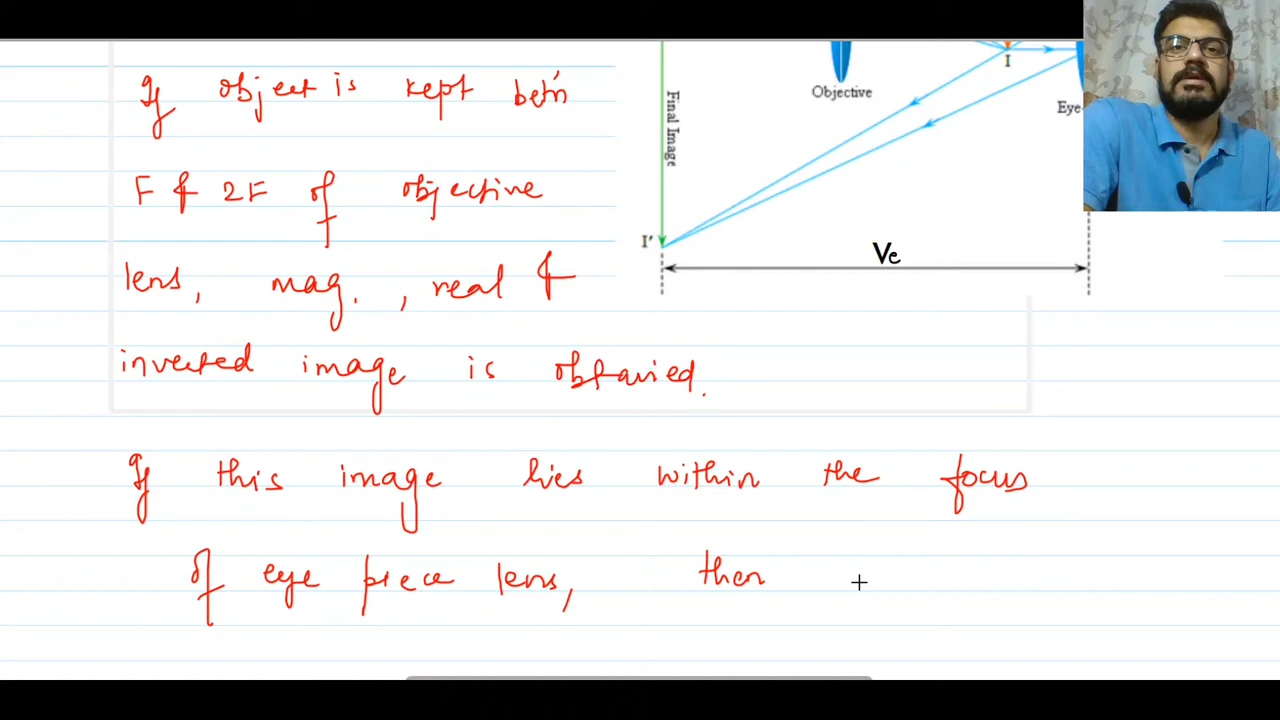 If object is kept betn
F & 2F of objective
lens, mag., real &
inverted image is obtained.
If this image lies within the focus
of eye piece lens, then
Objective
I
Eye-
Final Image
I'
Ve